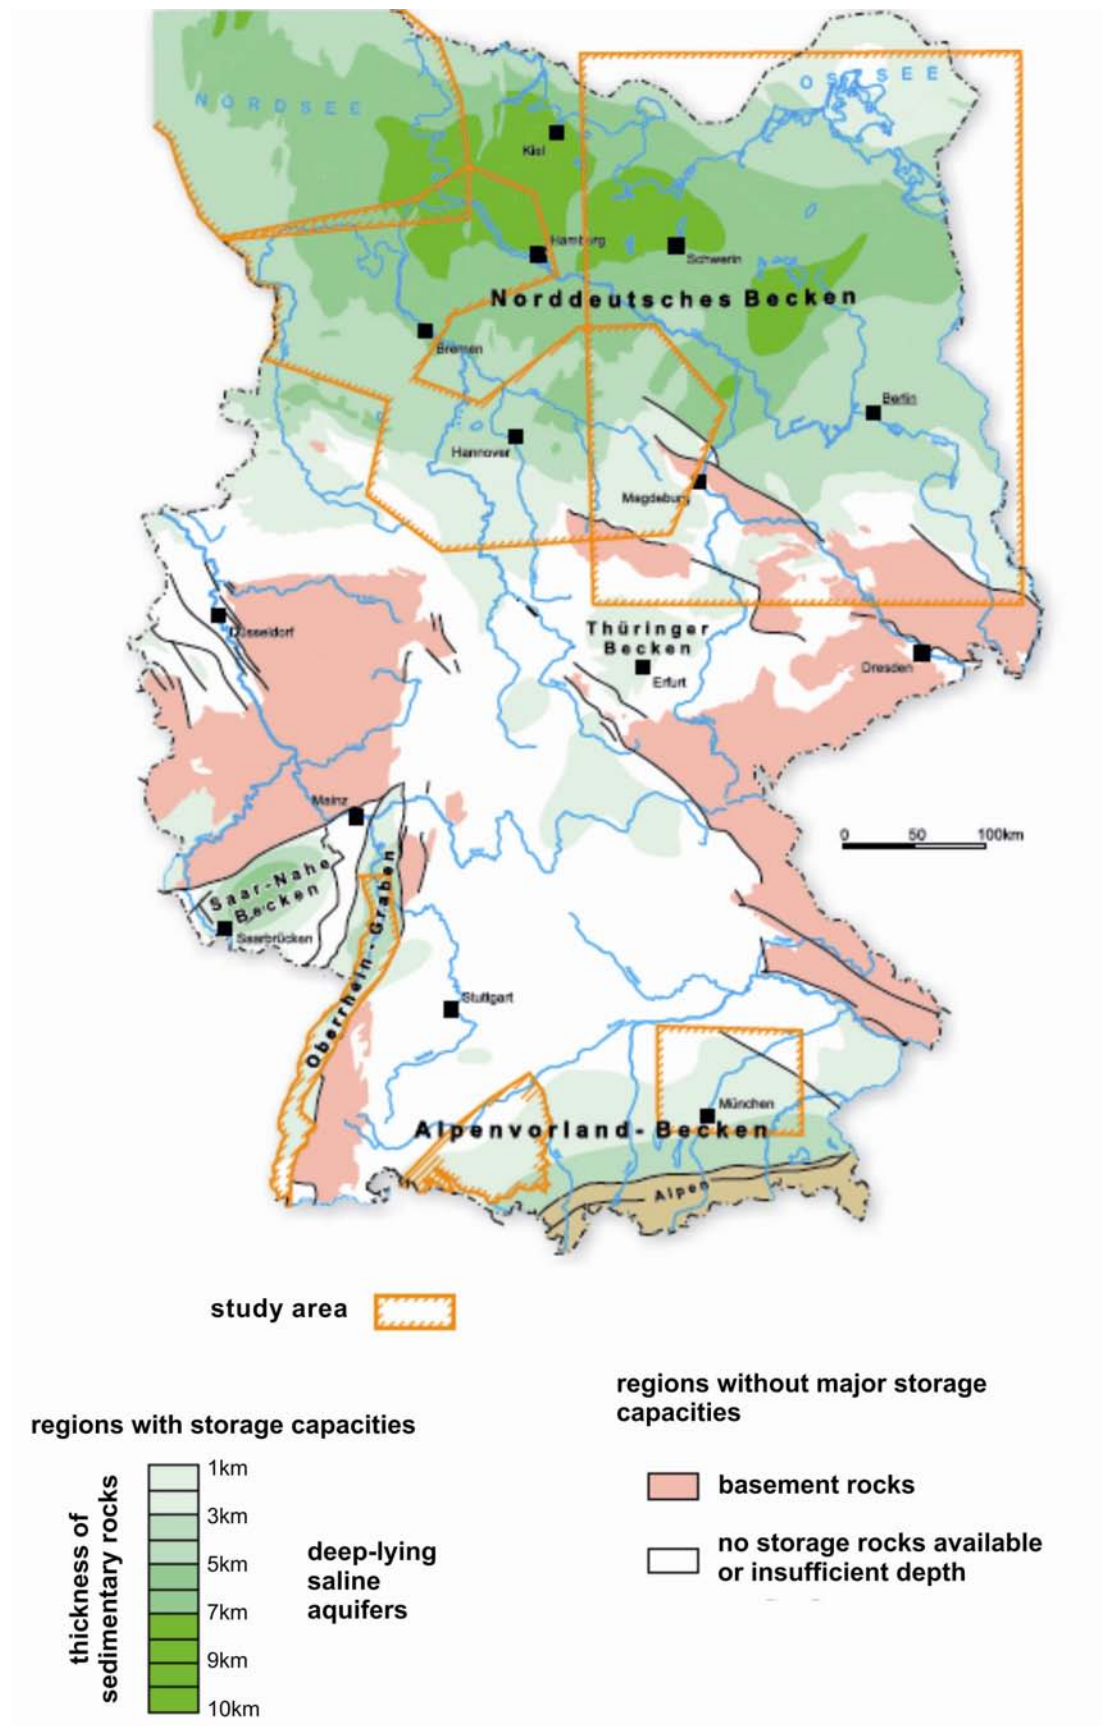 NORDSEE
OSTSEE
Kiel
Hamburg
Schwerin
Norddeutsches Becken
Bremen
Berlin
Hannover
Magdeburg
Düsseldorf
Thüringer
Becken
Erfurt
Dresden
Mainz
0 50 100km
Saar-Nahe
Becken
Saarbrücken
Oberrhein-Graben
Stuttgart
München
Alpenvorland-Becken
Alpen
study area
regions without major storage
capacities
regions with storage capacities
thickness of
sedimentary rocks
1km
3km
5km
7km
9km
10km
deep-lying
saline
aquifers
basement rocks
no storage rocks available
or insufficient depth